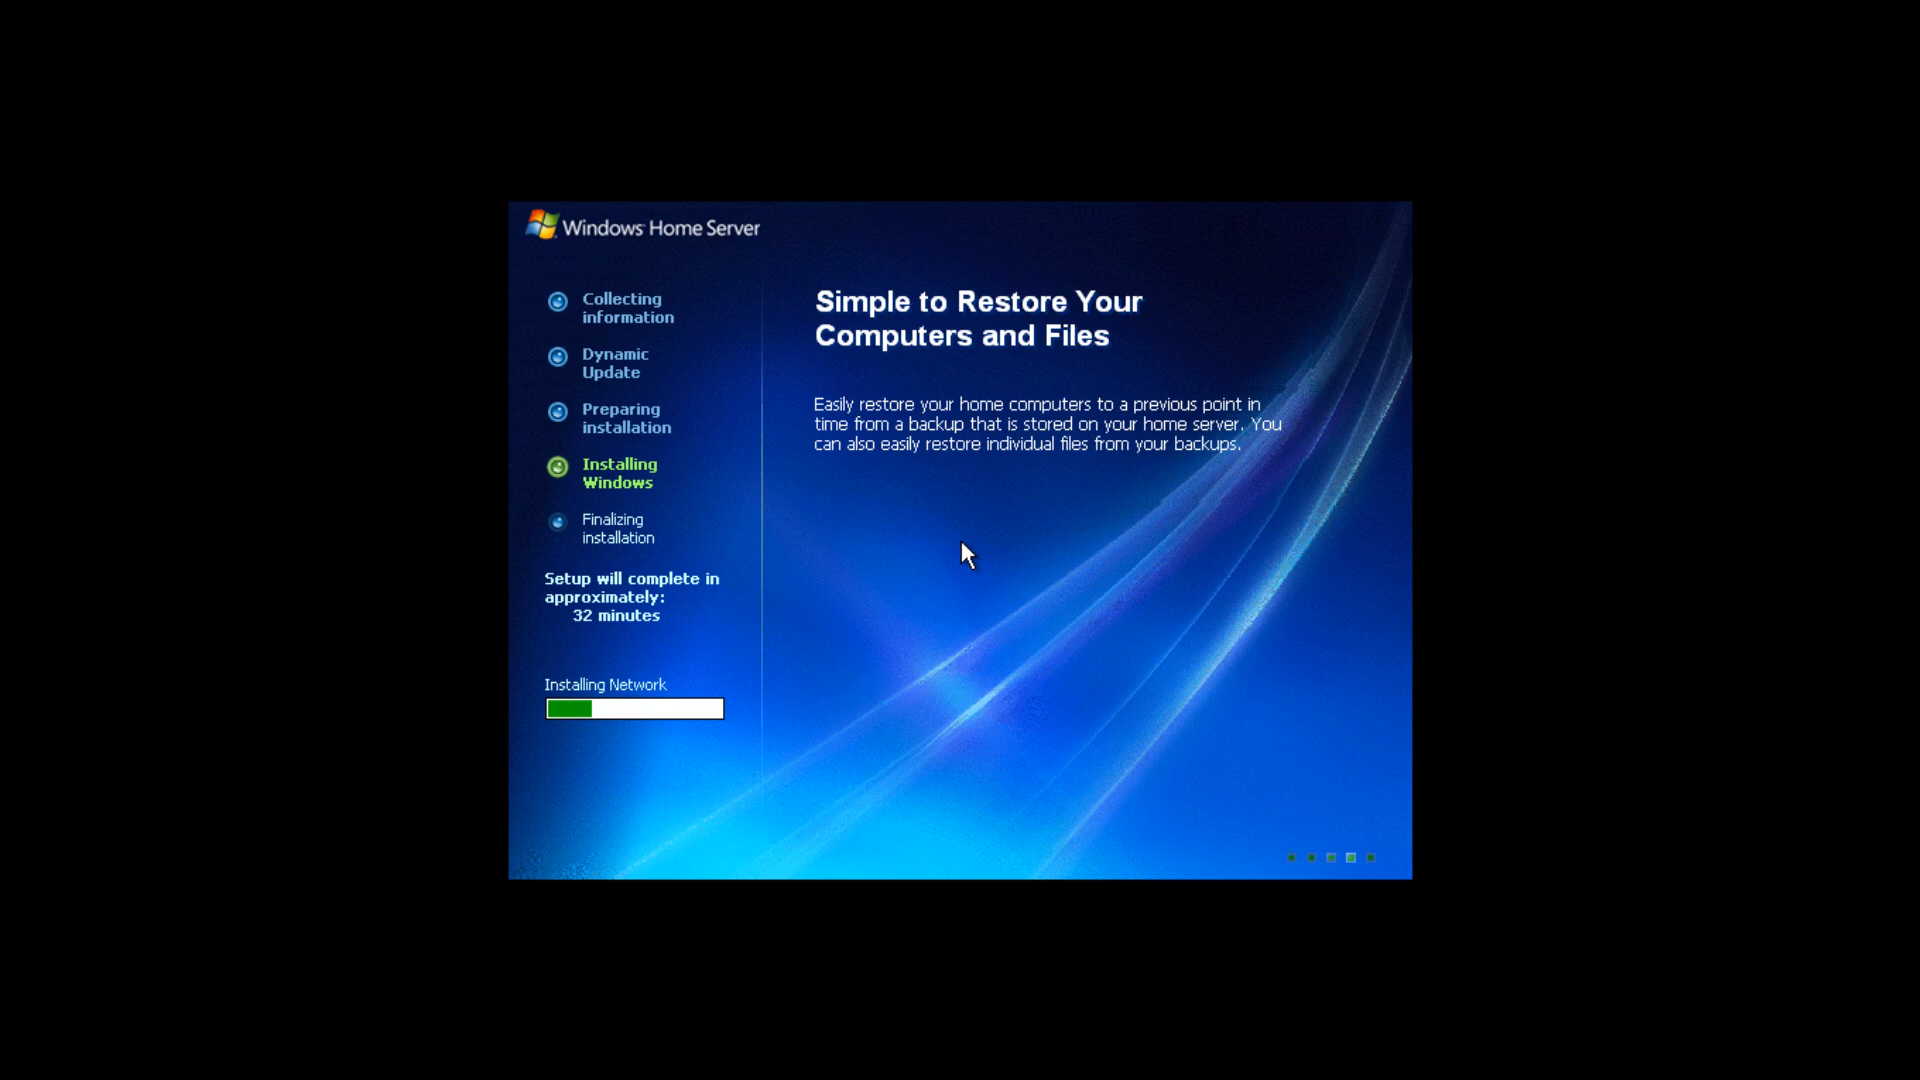 Windows Home Server
Collecting
information
Dynamic
Update
Preparing
installation
Installing
Windows
Finalizing
installation
Setup will complete in
approximately:
32 minutes
Installing Network
Simple to Restore Your
Computers and Files
Easily restore your home computers to a previous point in
time from a backup that is stored on your home server. You
can also easily restore individual files from your backups.